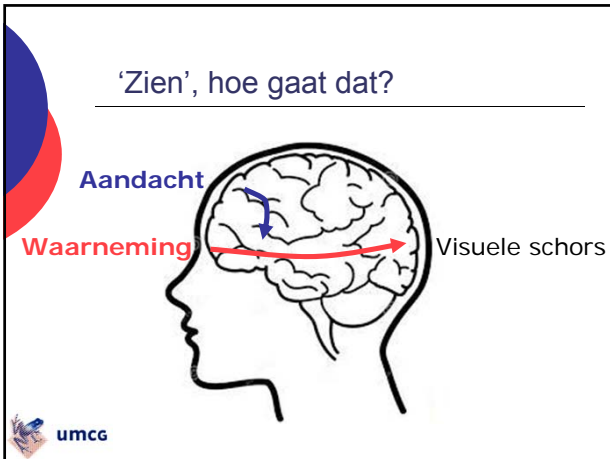 ‘Zien’, hoe gaat dat?
Aandacht
Waarneming
Visuele schors
umcg